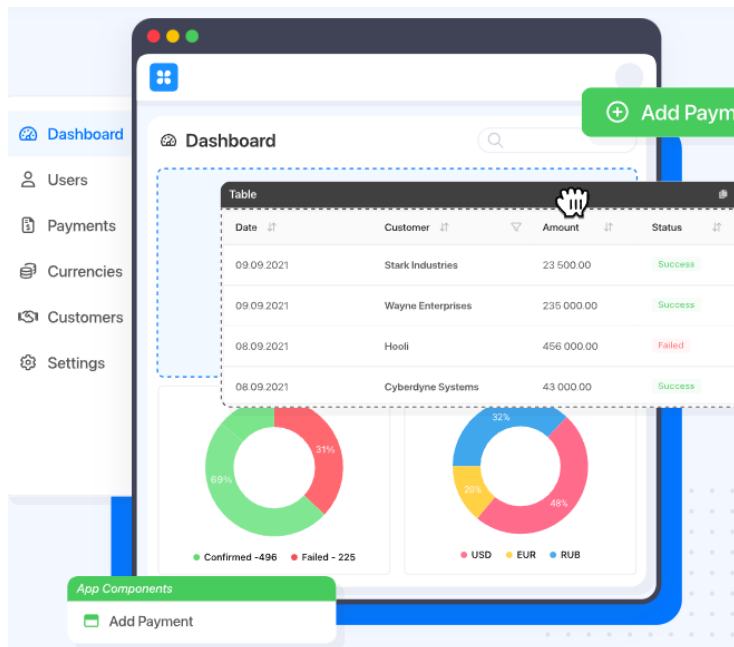 Dashboard
Users
Payments
Currencies
Customers
Settings
Dashboard
Add Paym
Table
Date Customer Amount Status
09.09.2021 Stark Industries 23 500.00 Success
09.09.2021 Wayne Enterprises 235 000.00 Success
08.09.2021 Hooli 456 000.00 Failed
08.09.2021 Cyberdyne Systems 43 000.00 Success
31%
69%
Confirmed -496 Failed - 225
32%
20%
48%
USD EUR RUB
App Components
Add Payment